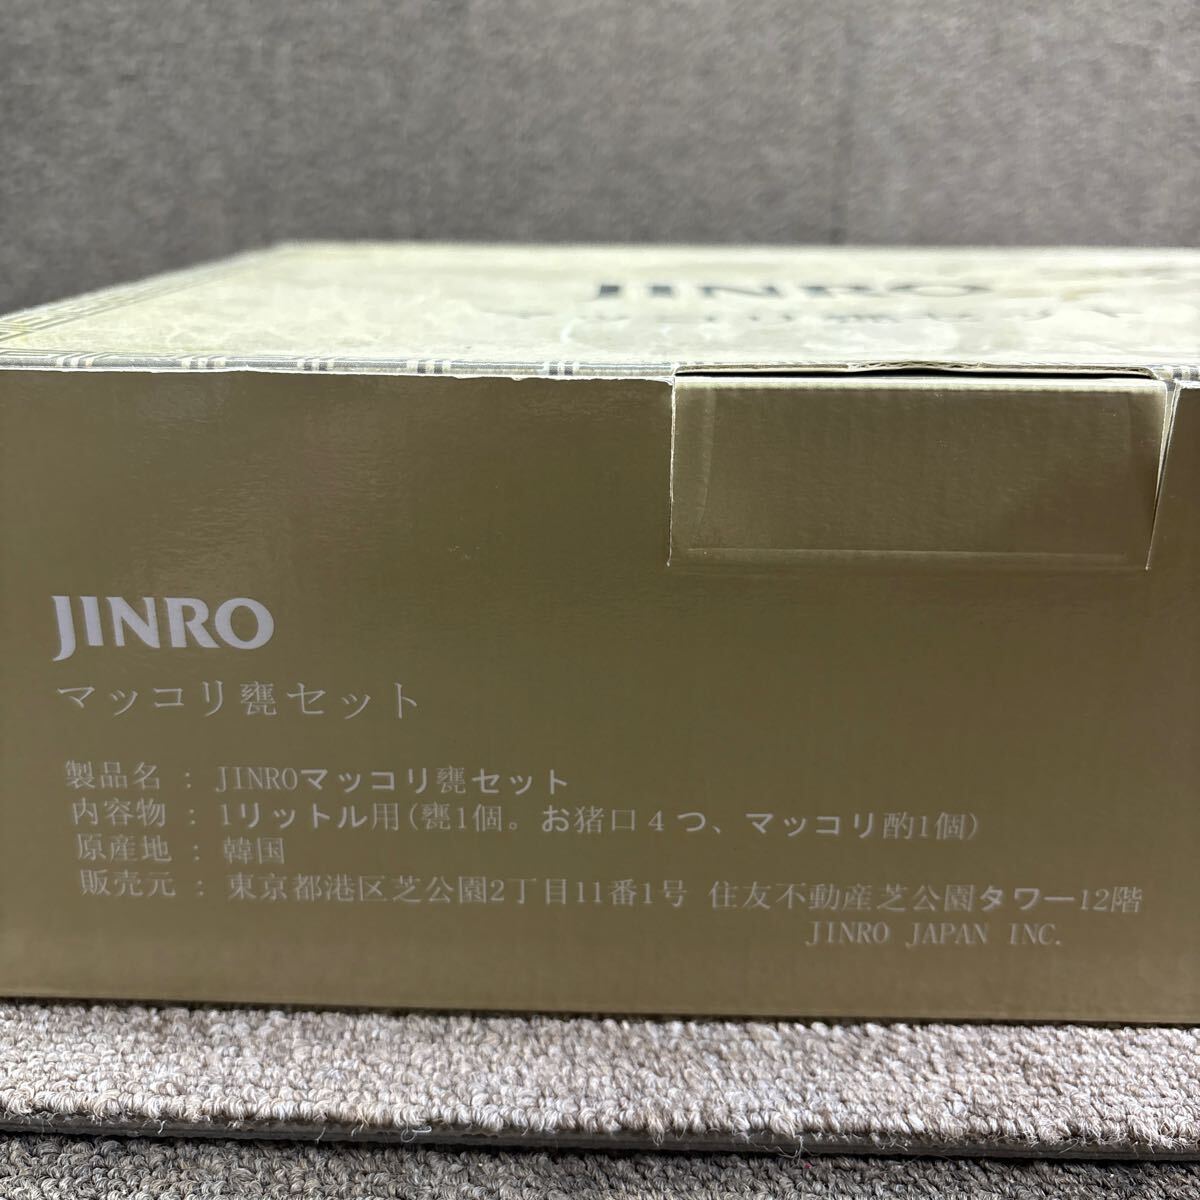 JINRO
JINRO
マッコリ甕セット
製品名 : JINROマッコリ甕セット
内容物 : 1リットル用(甕1個。お猪口4つ、マッコリ酌1個)
原産地 : 韓国
販売元 : 東京都港区芝公園2丁目11番1号 住友不動産芝公園タワー12階
JINRO JAPAN INC.